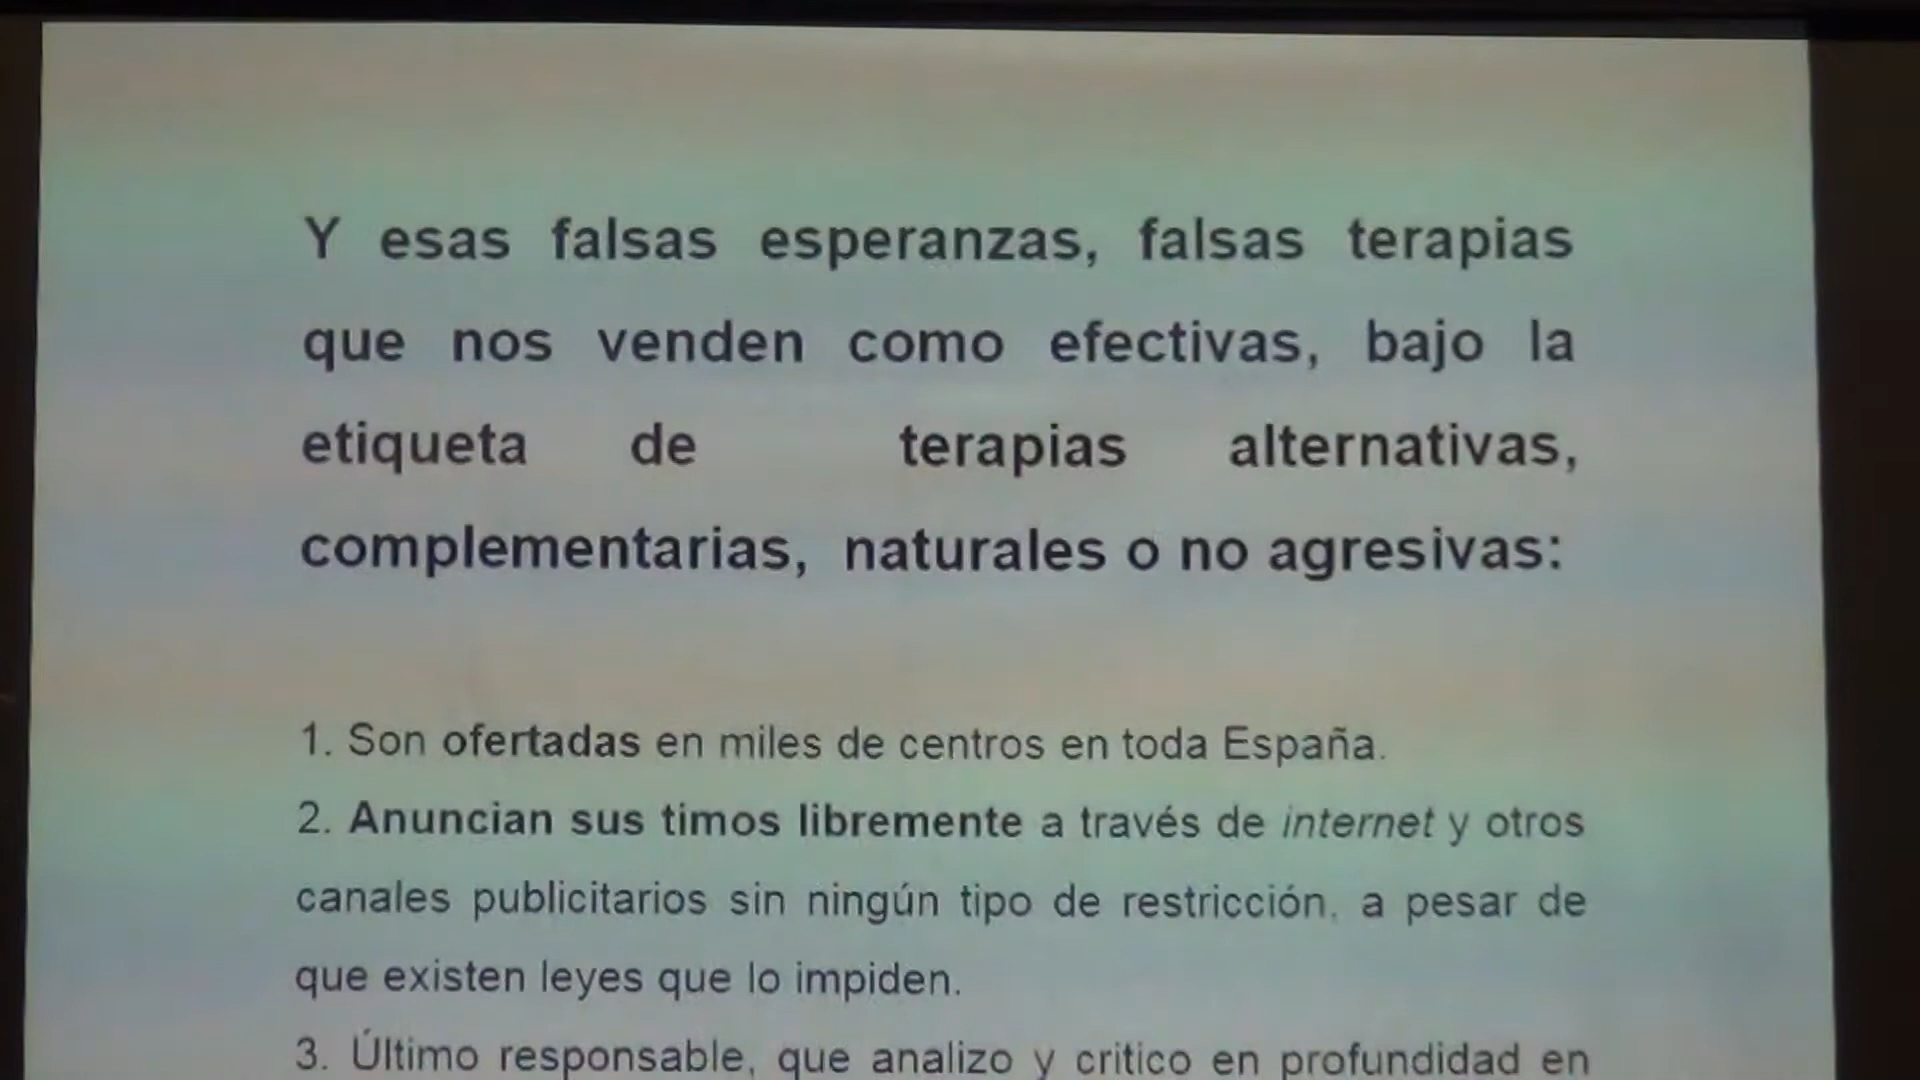 Y esas falsas esperanzas, falsas terapias
que nos venden como efectivas, bajo la
etiqueta de terapias alternativas,
complementarias, naturales o no agresivas:
1. Son ofertadas en miles de centros en toda España.
2. Anuncian sus timos libremente a través de internet y otros
canales publicitarios sin ningún tipo de restricción, a pesar de
que existen leyes que lo impiden.
3. Último responsable, que analizo y critico en profundidad en